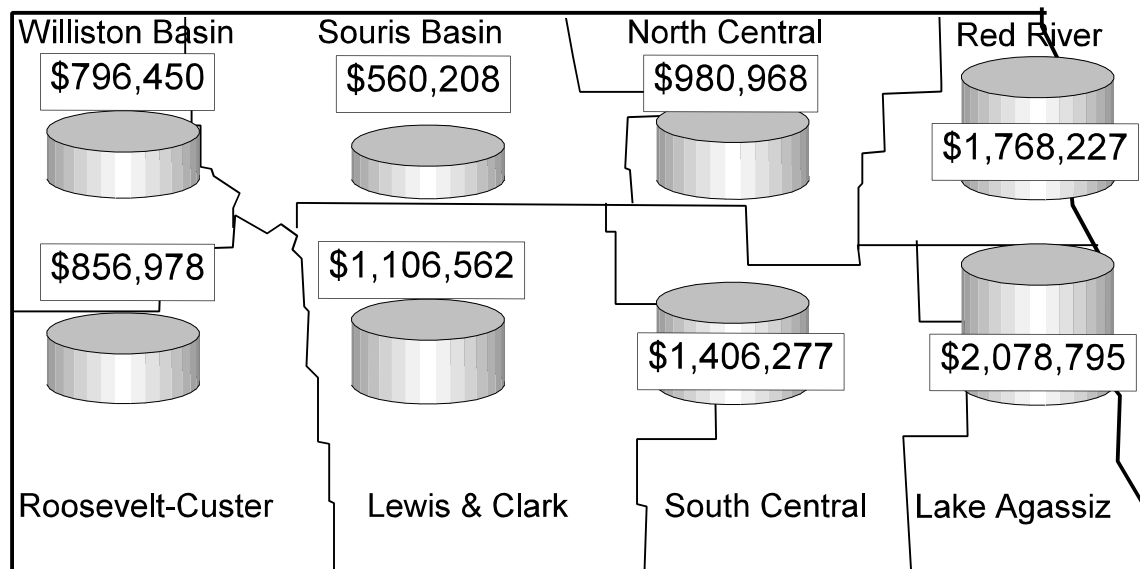 Williston Basin
Souris Basin
North Central
Red River
$796,450
$560,208
$980,968
$1,768,227
$856,978
$1,106,562
$1,406,277
$2,078,795
Roosevelt-Custer
Lewis & Clark
South Central
Lake Agassiz